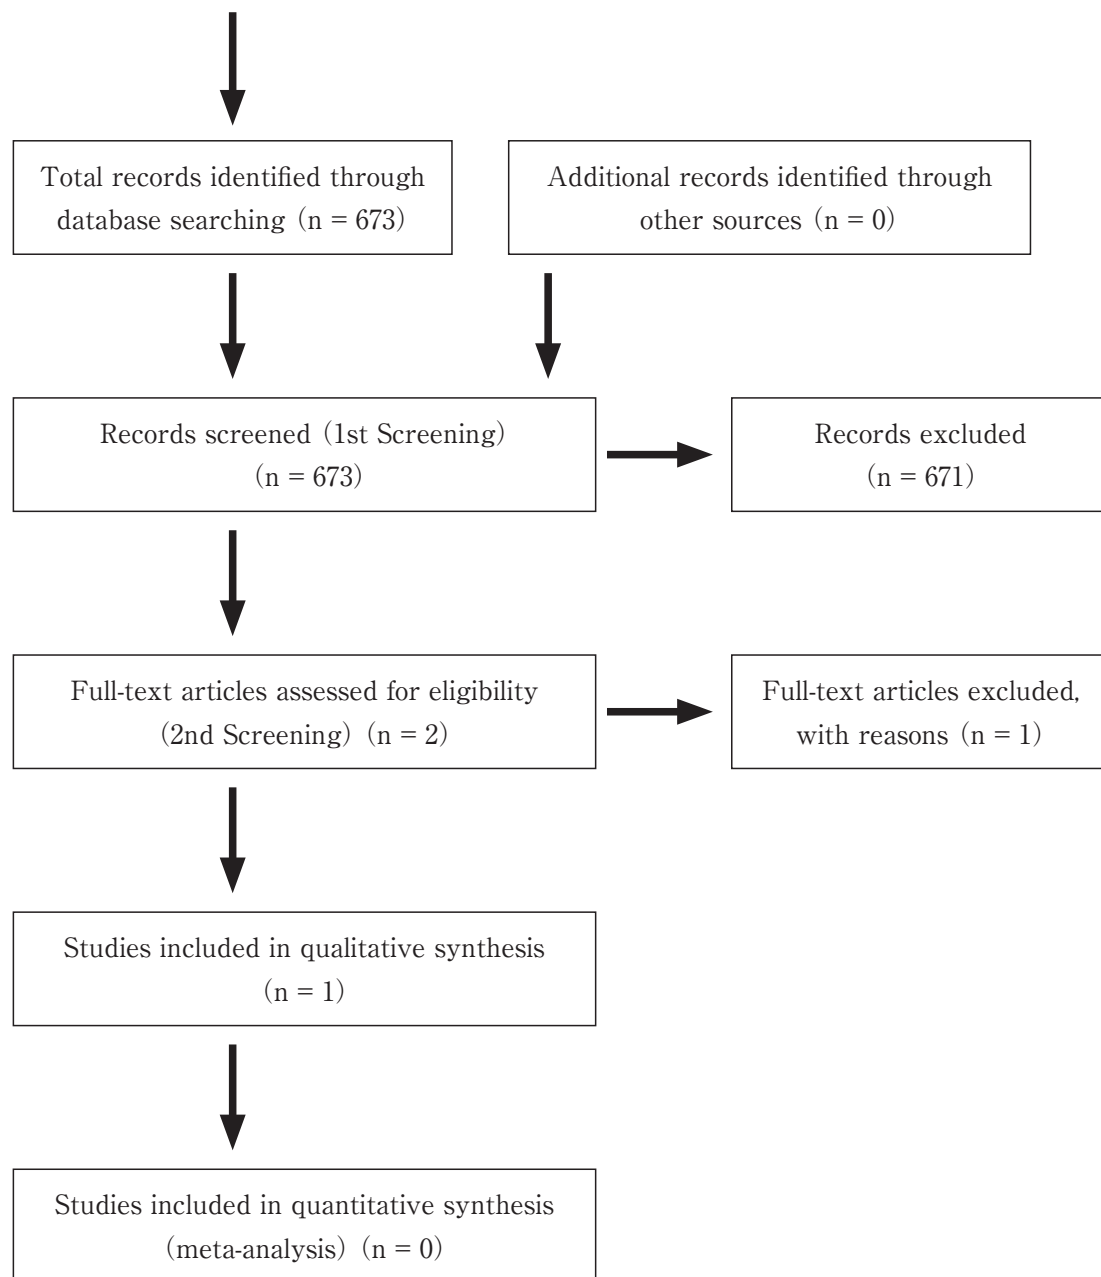 Total records identified through
database searching (n = 673)
Additional records identified through
other sources (n = 0)
Records screened (1st Screening)
(n = 673)
Records excluded
(n = 671)
Full-text articles assessed for eligibility
(2nd Screening) (n = 2)
Full-text articles excluded,
with reasons (n = 1)
Studies included in qualitative synthesis
(n = 1)
Studies included in quantitative synthesis
(meta-analysis) (n = 0)